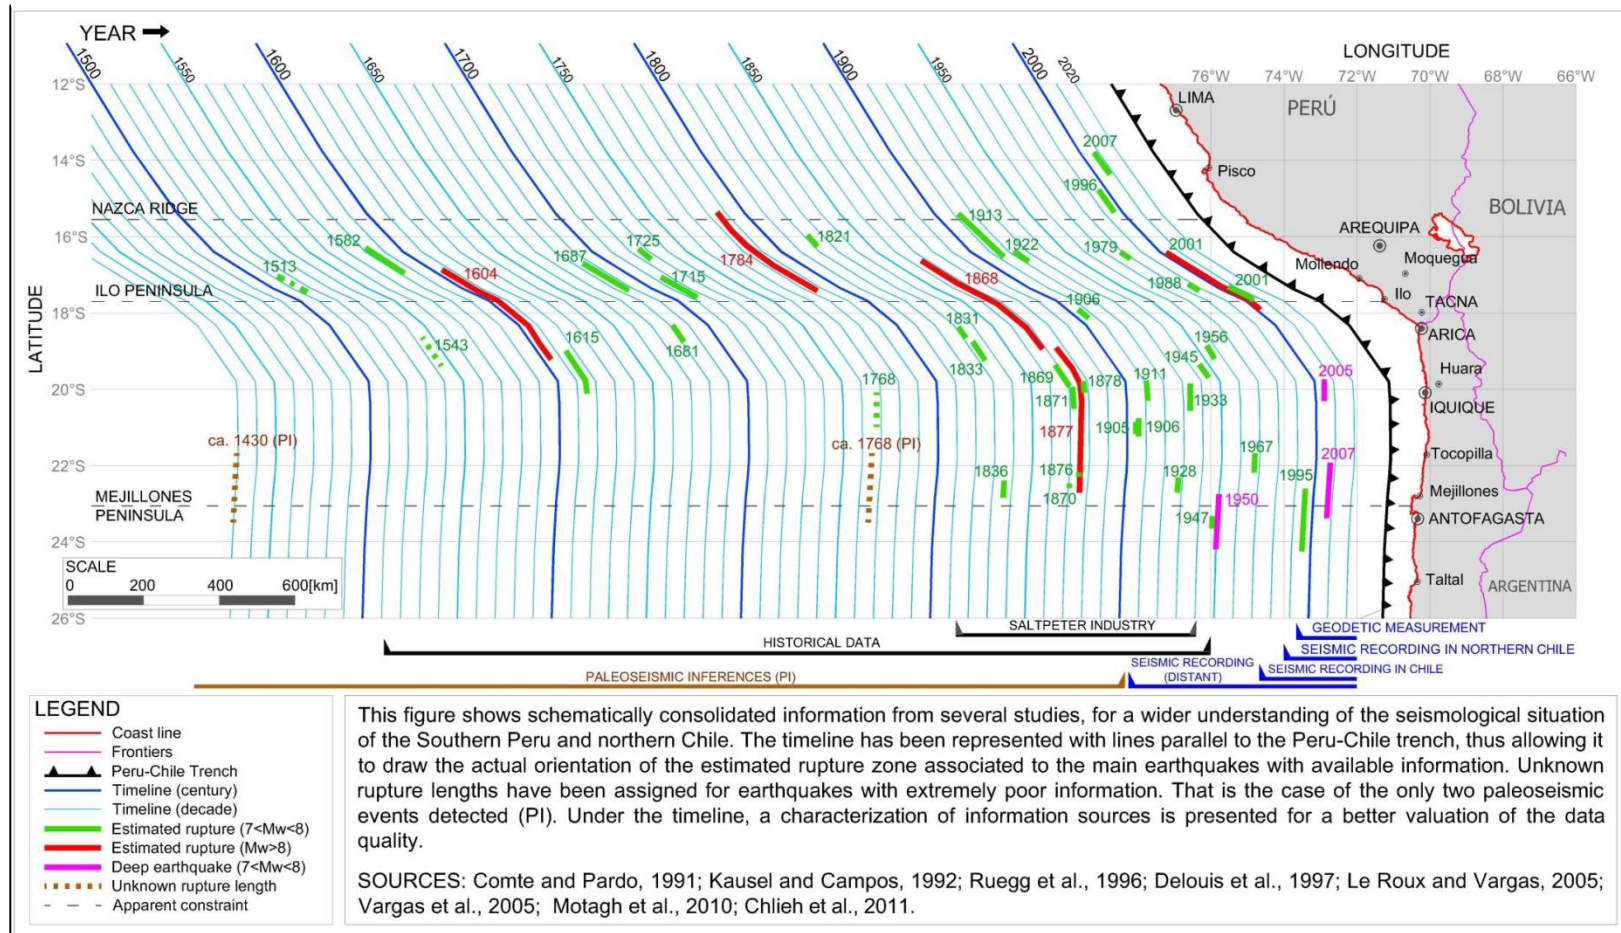 YEAR
LONGITUDE
1500
1550
1600
1650
1700
1750
1800
1850
1900
1950
2000
2020
76°W
74°W
72°W
70°W
68°W
66°W
12°S
LIMA
PERÚ
2007
14°S
Pisco
1996
NAZCA RIDGE
1913
BOLIVIA
16°S
1582
1725
1821
1922
1979
2001
AREQUIPA
1513
1604
1687
1784
1868
Mollendo
Moquegua
1715
1988
2001
ILO PENINSULA
Ilo
1906
TACNA
18°S
1831
ARICA
LATITUDE
1543
1615
1681
1833
1945
1956
Huara
20°S
1768
1869
1878
1911
2005
1871
1933
IQUIQUE
ca. 1430 (PI)
ca. 1768 (PI)
1877
1905
1906
22°S
1967
2007
Tocopilla
1836
1876
1928
1995
1870
MEJILLONES
PENINSULA
1950
Mejillones
1947
ANTOFAGASTA
24°S
SCALE
0 200 400 600[km]
Taltal
ARGENTINA
26°S
SALTPETER INDUSTRY
GEODETIC MEASUREMENT
HISTORICAL DATA
SEISMIC RECORDING IN NORTHERN CHILE
PALEOSEISMIC INFERENCES (PI)
SEISMIC RECORDING
(DISTANT)
SEISMIC RECORDING IN CHILE
LEGEND
Coast line
Frontiers
Peru-Chile Trench
Timeline (century)
Timeline (decade)
Estimated rupture (7<Mw<8)
Estimated rupture (Mw>8)
Deep earthquake (7<Mw<8)
Unknown rupture length
Apparent constraint
This figure shows schematically consolidated information from several studies, for a wider understanding of the seismological situation
of the Southern Peru and northern Chile. The timeline has been represented with lines parallel to the Peru-Chile trench, thus allowing it
to draw the actual orientation of the estimated rupture zone associated to the main earthquakes with available information. Unknown
rupture lengths have been assigned for earthquakes with extremely poor information. That is the case of the only two paleoseismic
events detected (PI). Under the timeline, a characterization of information sources is presented for a better valuation of the data
quality.
SOURCES: Comte and Pardo, 1991; Kausel and Campos, 1992; Ruegg et al., 1996; Delouis et al., 1997; Le Roux and Vargas, 2005;
Vargas et al., 2005; Motagh et al., 2010; Chlieh et al., 2011.